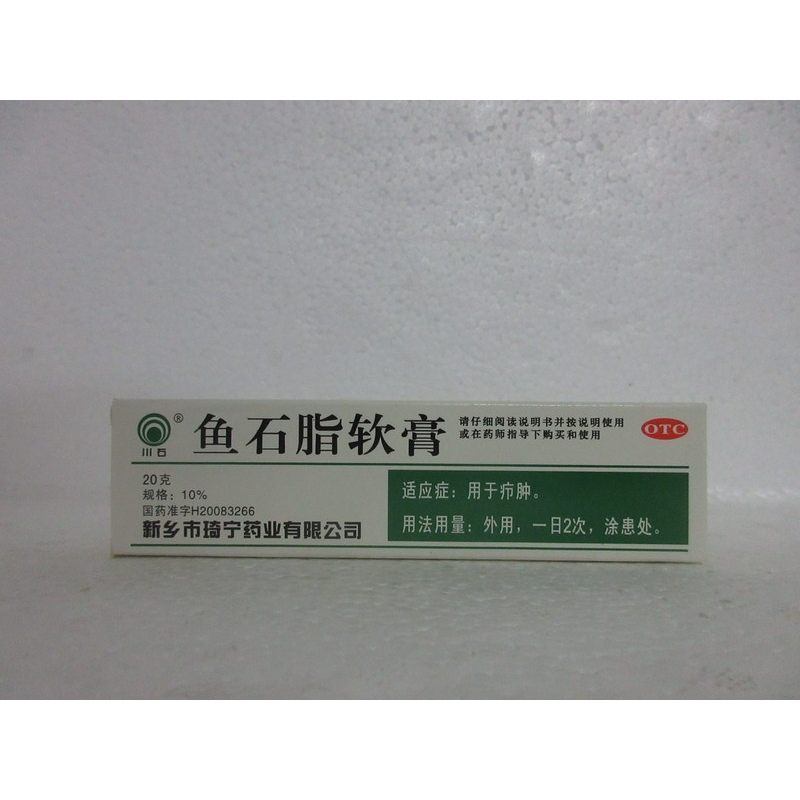 川石
®
鱼石脂软膏
请仔细阅读说明书并按说明使用
或在药师指导下购买和使用
OTC
20克
规格：10%
国药准字H20083266
新乡市琦宁药业有限公司
适应症：用于疖肿。
用法用量：外用，一日2次，涂患处。